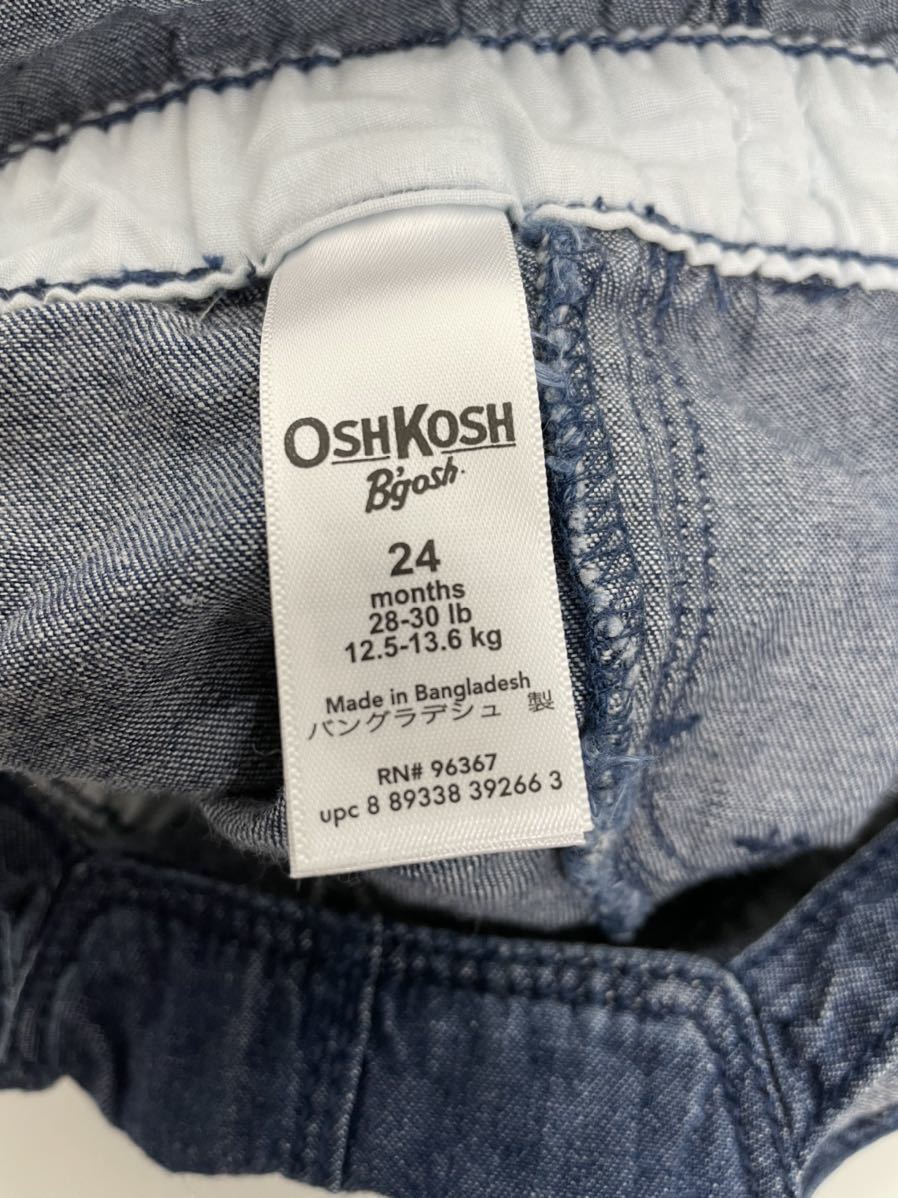 OSHKOSH
B'gosh.
24
months
28-30 lb
12.5-13.6 kg
Made in Bangladesh
バングラデシュ 製
RN# 96367
upc 8 89338 39266 3